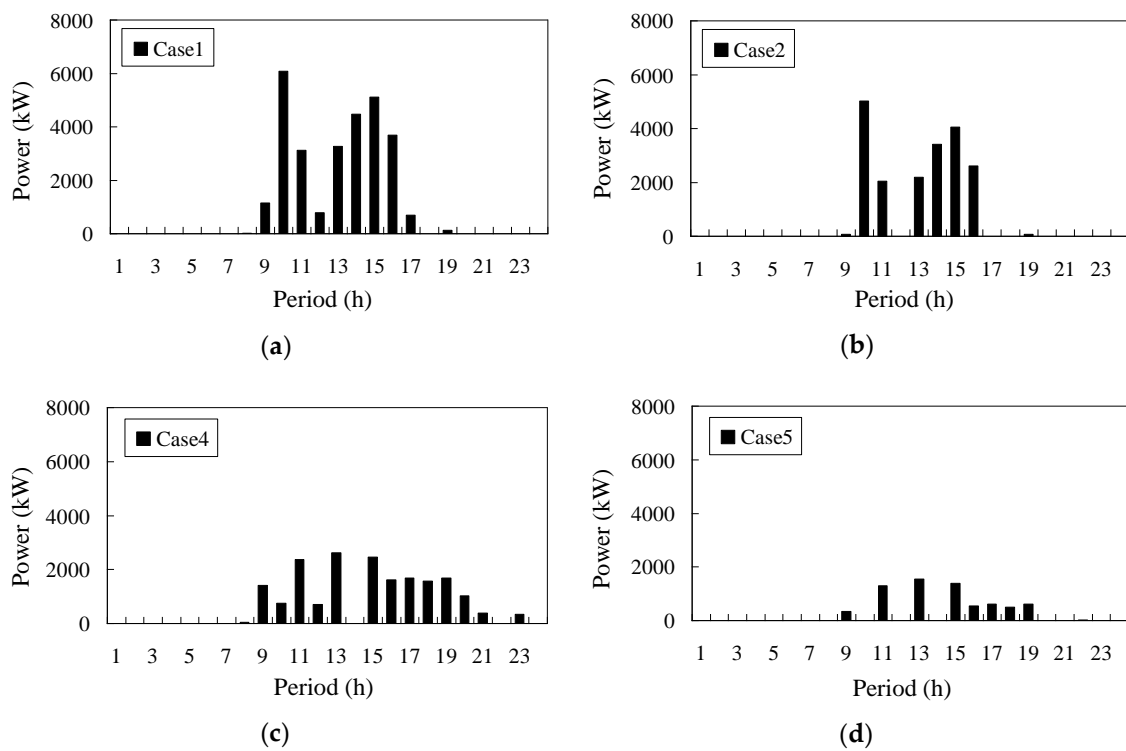 8000
Case1
6000
Power (kW)
4000
2000
0
1 3 5 7 9 11 13 15 17 19 21 23
Period (h)
(a)
8000
Case2
6000
Power (kW)
4000
2000
0
1 3 5 7 9 11 13 15 17 19 21 23
Period (h)
(b)
8000
Case4
6000
Power (kW)
4000
2000
0
1 3 5 7 9 11 13 15 17 19 21 23
Period (h)
(c)
8000
Case5
6000
Power (kW)
4000
2000
0
1 3 5 7 9 11 13 15 17 19 21 23
Period (h)
(d)